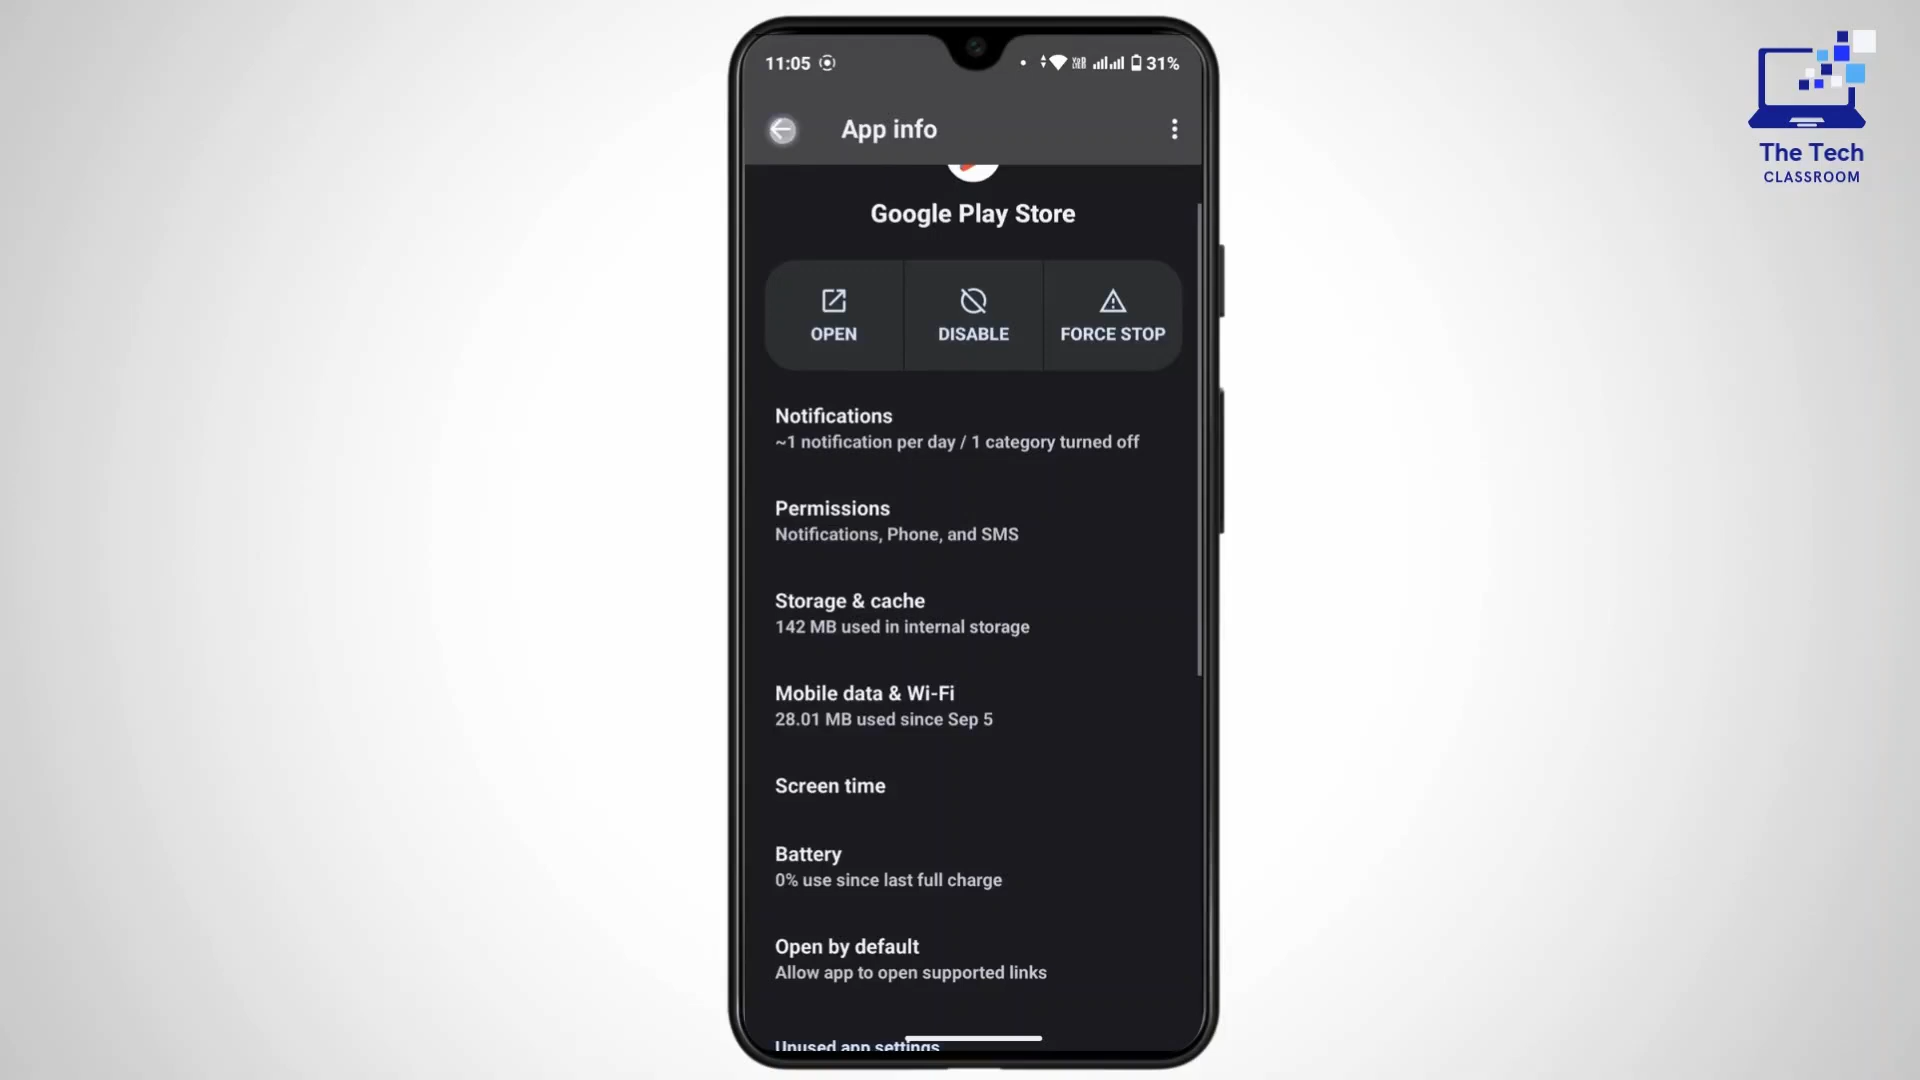 11:05
31%
App info
The Tech
CLASSROOM
Google Play Store
OPEN
DISABLE
FORCE STOP
Notifications
~1 notification per day / 1 category turned off
Permissions
Notifications, Phone, and SMS
Storage & cache
142 MB used in internal storage
Mobile data & Wi-Fi
28.01 MB used since Sep 5
Screen time
Battery
0% use since last full charge
Open by default
Allow app to open supported links
Unused app settings